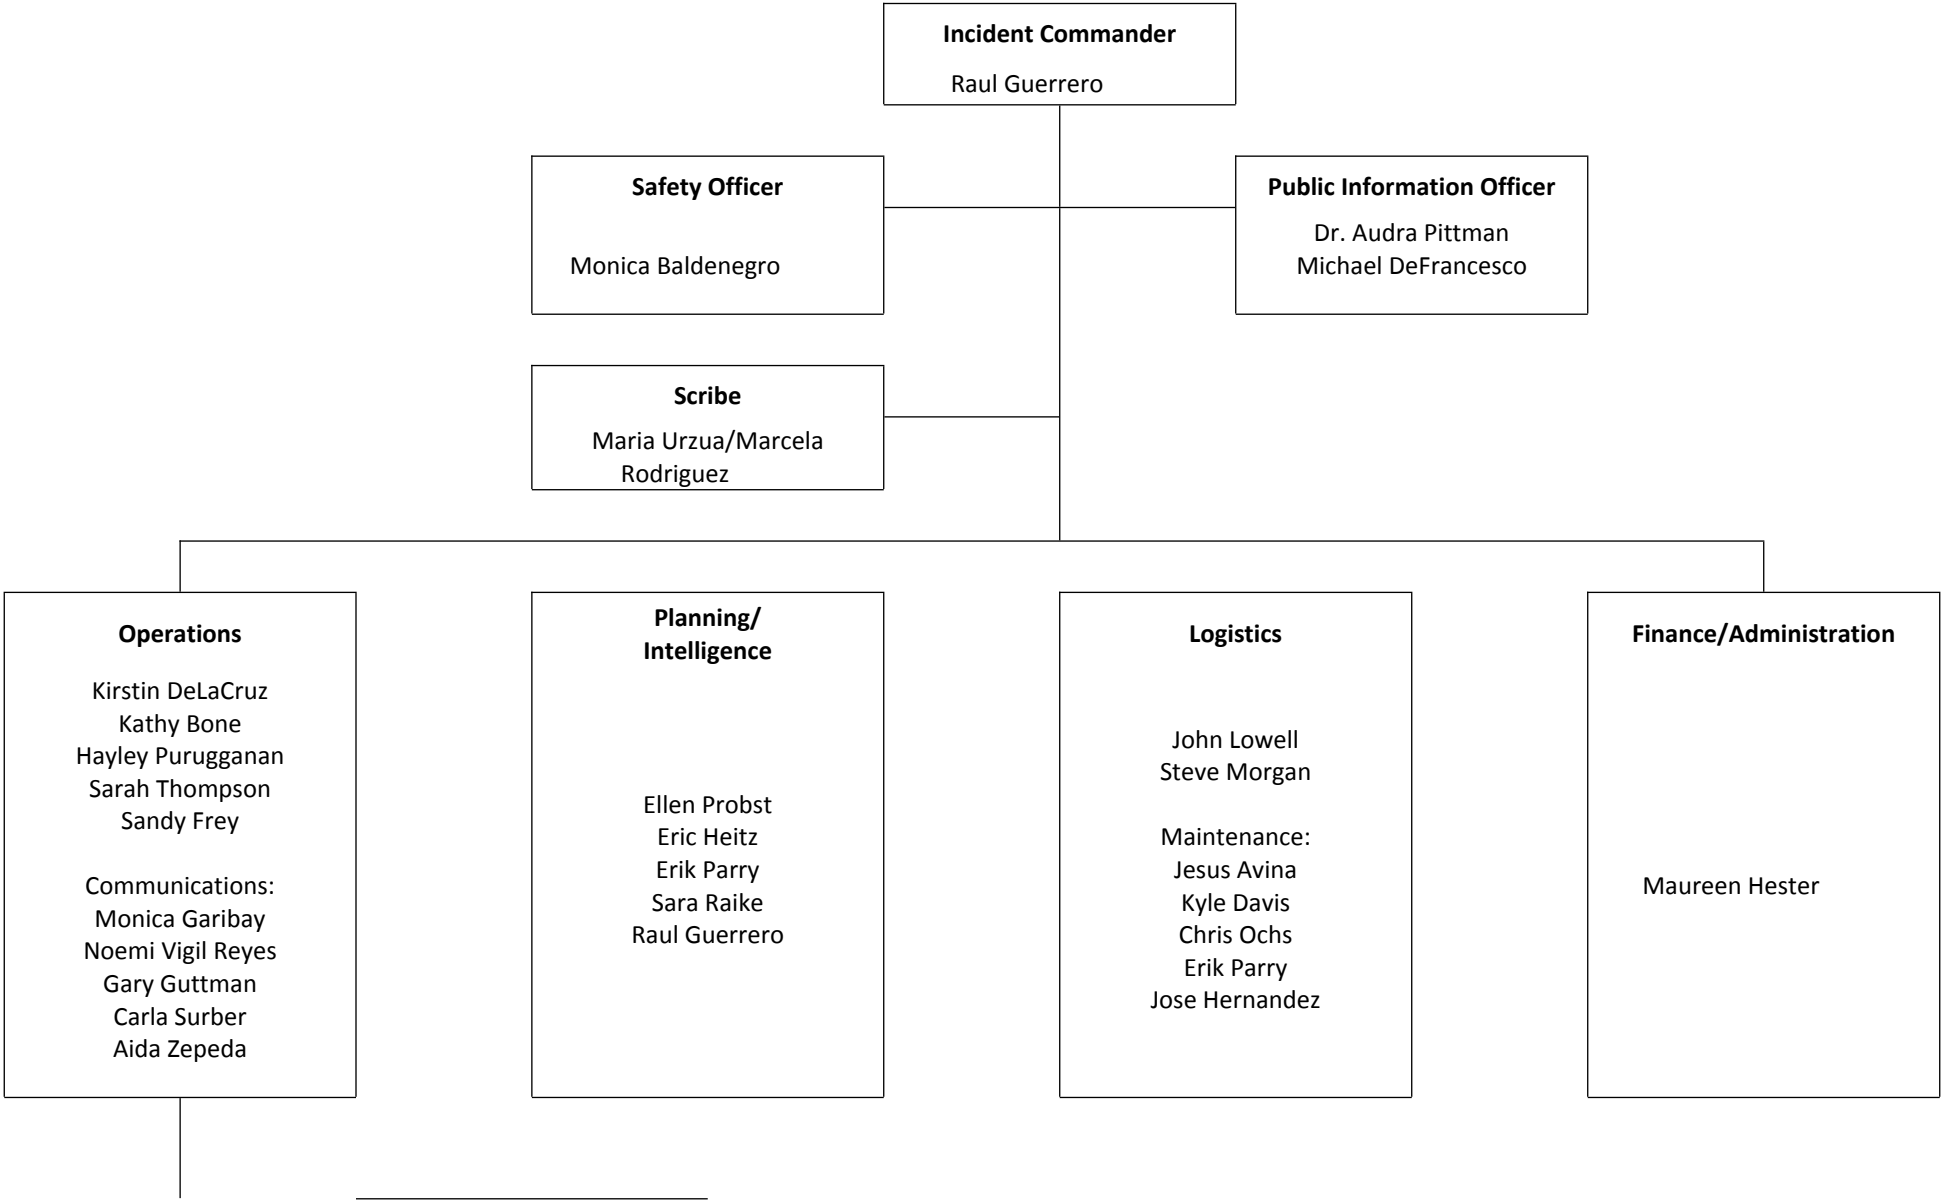 Incident Commander
Raul Guerrero
Safety Officer
Monica Baldenegro
Public Information Officer
Dr. Audra Pittman
Michael DeFrancesco
Scribe
Maria Urzua/Marcela
Rodriguez
Operations
Kirstin DeLaCruz
Kathy Bone
Hayley Purugganan
Sarah Thompson
Sandy Frey
Communications:
Monica Garibay
Noemi Vigil Reyes
Gary Guttman
Carla Surber
Aida Zepeda
Planning/
Intelligence
Ellen Probst
Eric Heitz
Erik Parry
Sara Raike
Raul Guerrero
Logistics
John Lowell
Steve Morgan
Maintenance:
Jesus Avina
Kyle Davis
Chris Ochs
Erik Parry
Jose Hernandez
Finance/Administration
Maureen Hester